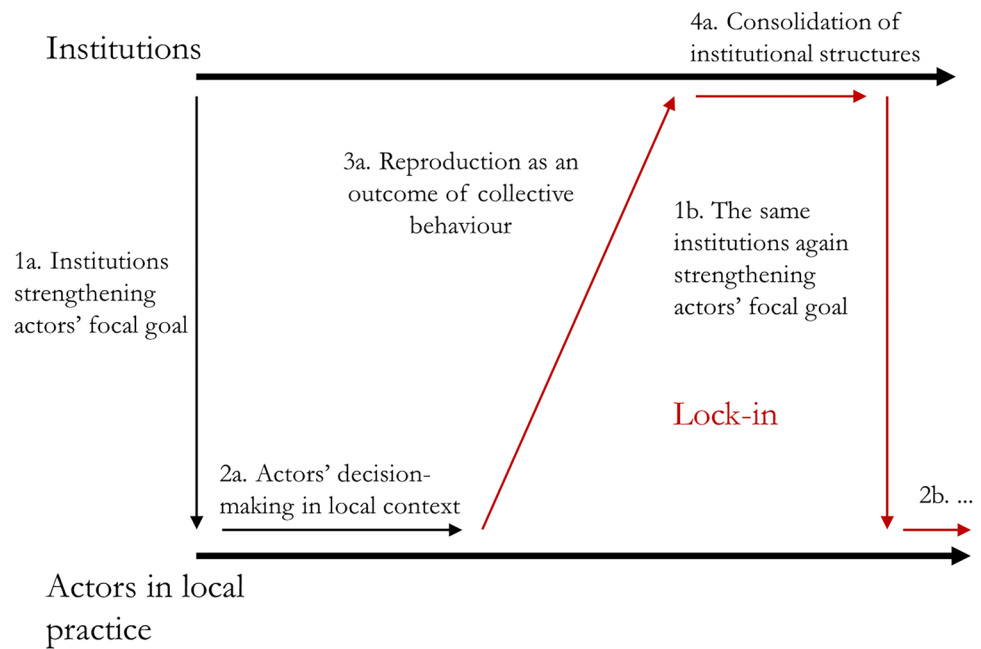 Institutions
4a. Consolidation of
institutional structures
3a. Reproduction as an
outcome of collective
behaviour
1b. The same
institutions again
strengthening
actors’ focal goal
1a. Institutions
strengthening
actors’ focal goal
Lock-in
2a. Actors’ decision-
making in local context
2b. ...
Actors in local
practice